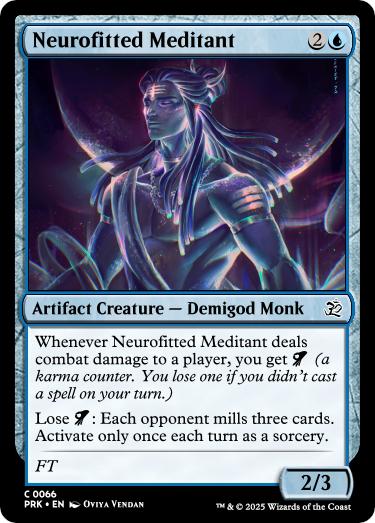 Neurofitted Meditant 2
Artifact Creature — Demigod Monk
Whenever Neurofitted Meditant deals
combat damage to a player, you get (a
karma counter. You lose one if you didn't cast
a spell on your turn.)
Lose : Each opponent mills three cards.
Activate only once each turn as a sorcery.
FT
2/3
C 0066
PRK • EN OVIYA VENDAN
™ & © 2025 Wizards of the Coast